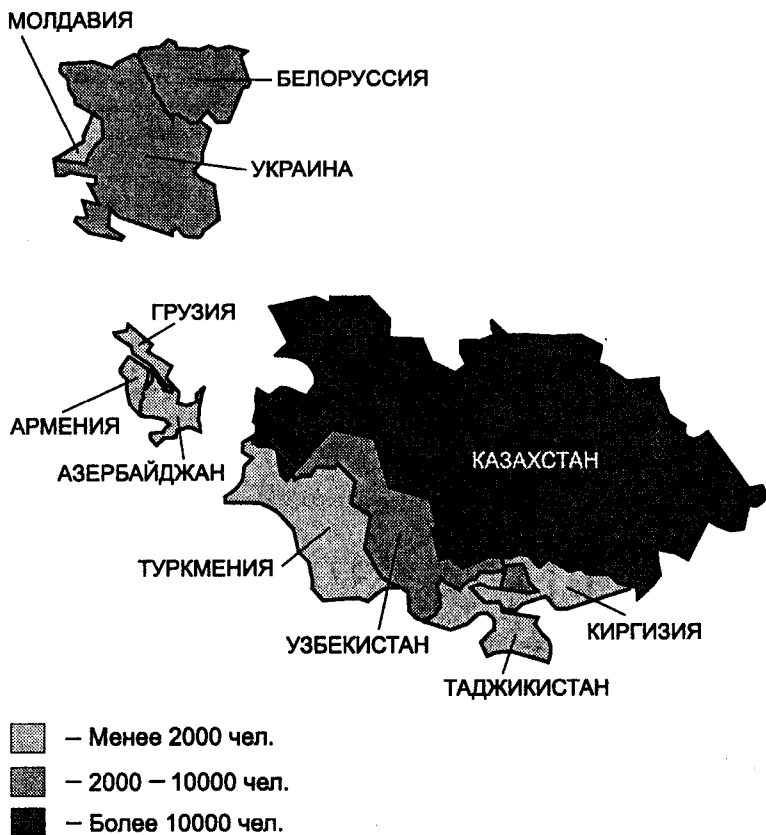 МОЛДАВИЯ
БЕЛОРУССИЯ
УКРАИНА
ГРУЗИЯ
АРМЕНИЯ
АЗЕРБАЙДЖАН
КАЗАХСТАН
ТУРКМЕНИЯ
УЗБЕКИСТАН
КИРГИЗИЯ
ТАДЖИКИСТАН
– Менее 2000 чел.
– 2000 – 10000 чел.
– Более 10000 чел.